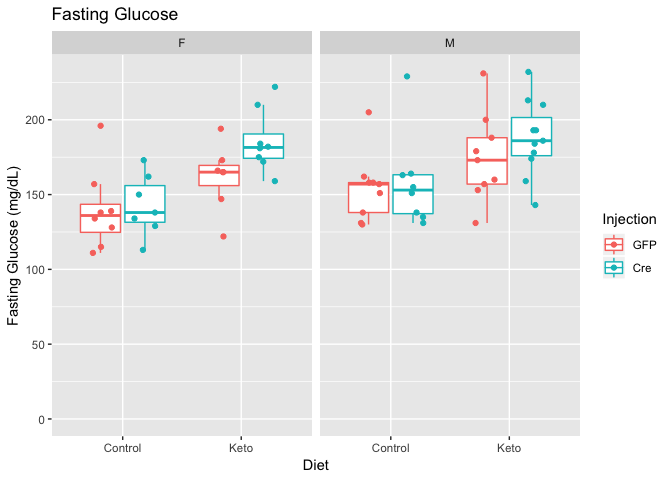 Fasting Glucose
F
M
Fasting Glucose (mg/dL)
200
150
100
50
0
Control
Keto
Control
Keto
Diet
Injection
GFP
Cre